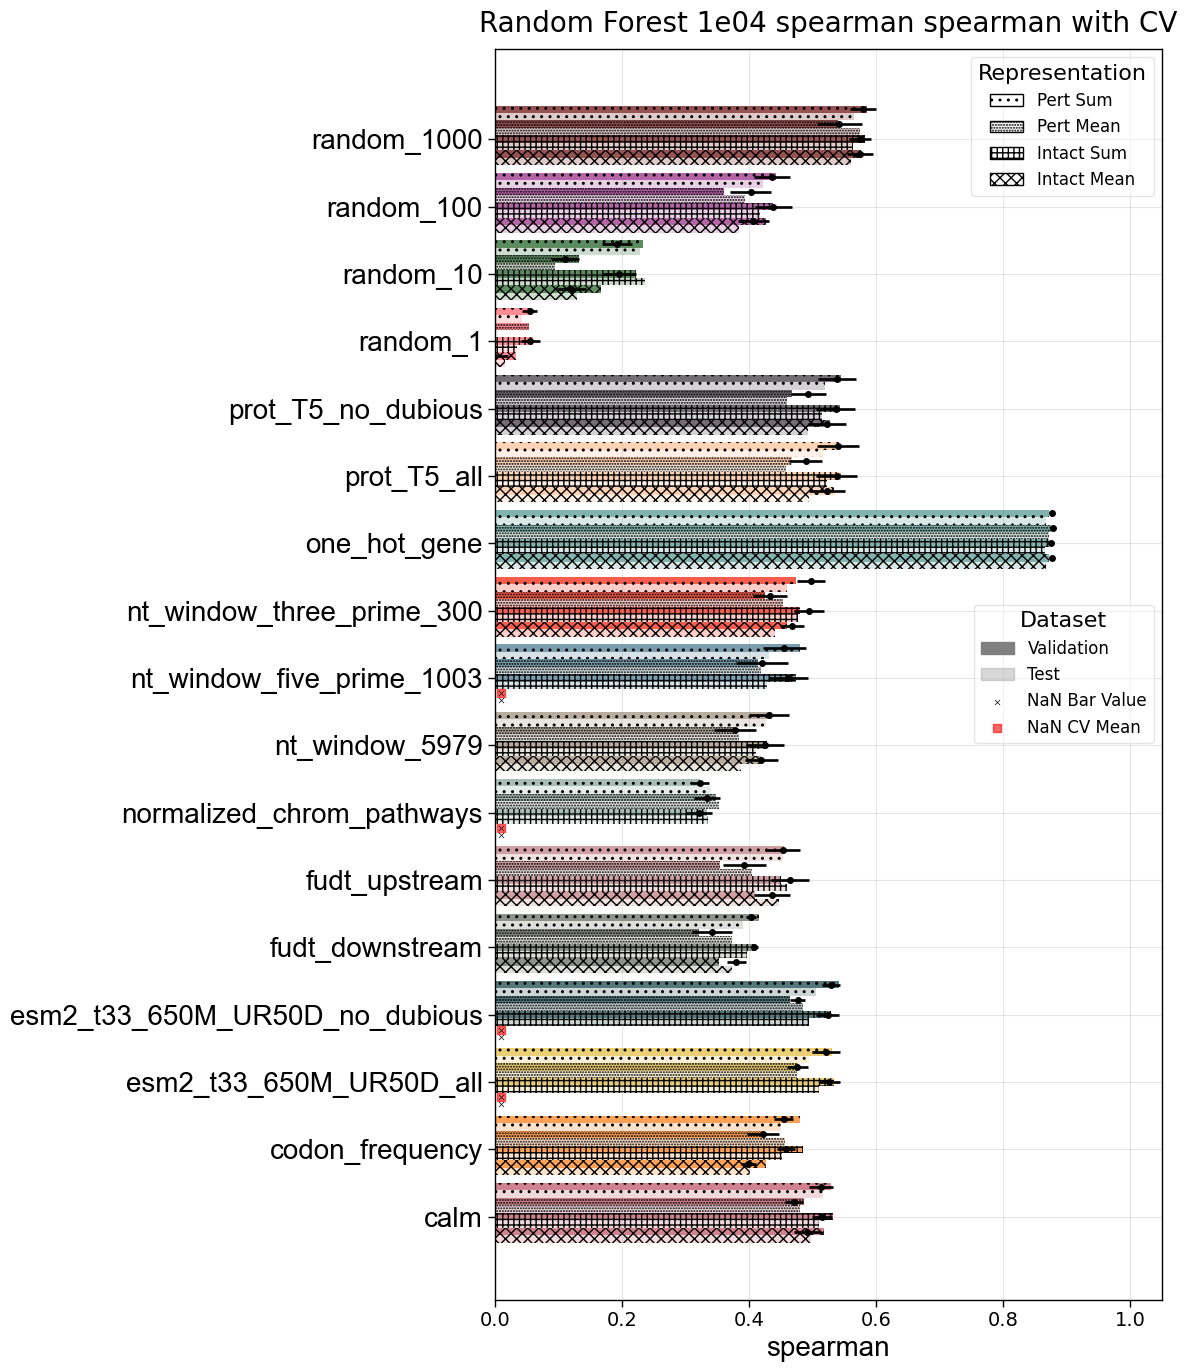 Random Forest 1e04 spearman spearman with CV
Representation
Pert Sum
Pert Mean
Intact Sum
Intact Mean
random_1000
random_100
random_10
random_1
prot_T5_no_dubious
prot_T5_all
one_hot_gene
nt_window_three_prime_300
nt_window_five_prime_1003
nt_window_5979
normalized_chrom_pathways
fudt_upstream
fudt_downstream
esm2_t33_650M_UR50D_no_dubious
esm2_t33_650M_UR50D_all
codon_frequency
calm
Dataset
Validation
Test
NaN Bar Value
NaN CV Mean
0.0 0.2 0.4 0.6 0.8 1.0
spearman